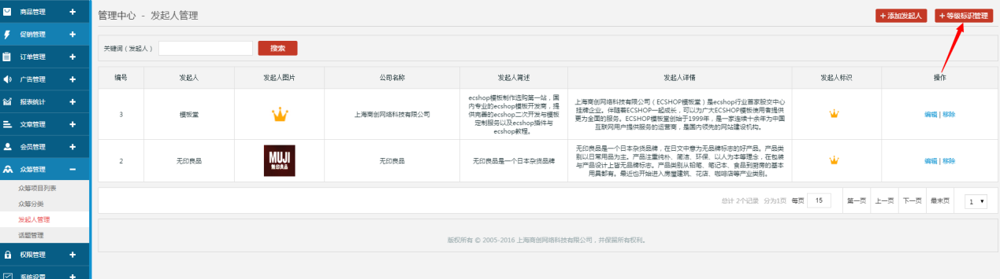 商品管理
促销管理
订单管理
广告管理
报表统计
文章管理
会员管理
众筹管理
众筹项目列表
众筹分类
发起人管理
话题管理
权限管理
系统设置
管理中心 - 发起人管理
+ 添加发起人
+ 等级标识管理
关键词（发起人）
搜索
编号 发起人 发起人图片 公司名称 发起人简述 发起人详情 发起人标识 操作
3
模板堂
上海商创网络科技有限公司
ecshop模板制作选购第一站，国
内专业的ecshop模板开发商，提
供完善的ecshop二次开发与模板
定制服务以及ecshop插件与
ecshop教程。
上海商创网络科技有限公司（ECSHOP模板堂）是ecshop行业首家股交中心
挂牌企业。伴随着ECSHOP一起成长，可以为广大ECSHOP模板使用者提供
更为全面的服务。ECSHOP模板堂创始于1999年，是一家连续十余年为中国
互联网用户提供服务的运营商，是国内领先的网站建设机构。
编辑 | 移除
2
无印良品
MUJI
無印良品
无印良品
无印良品是一个日本杂货品牌
无印良品是一个日本杂货品牌，在日文中意为无品牌标志的好产品。产品类
别以日常用品为主。产品注重纯朴、简洁、环保、以人为本等理念，在包装
与产品设计上皆无品牌标志。产品类别从铅笔、笔记本、食品到厨房的基本
用具都有。最近也开始进入房屋建筑、花店、咖啡店等产业类别。
编辑 | 移除
总计 2个记录 分为1页 每页 15 第一页 上一页 下一页 最末页 1
版权所有 © 2005-2016 上海商创网络科技有限公司，并保留所有权利。